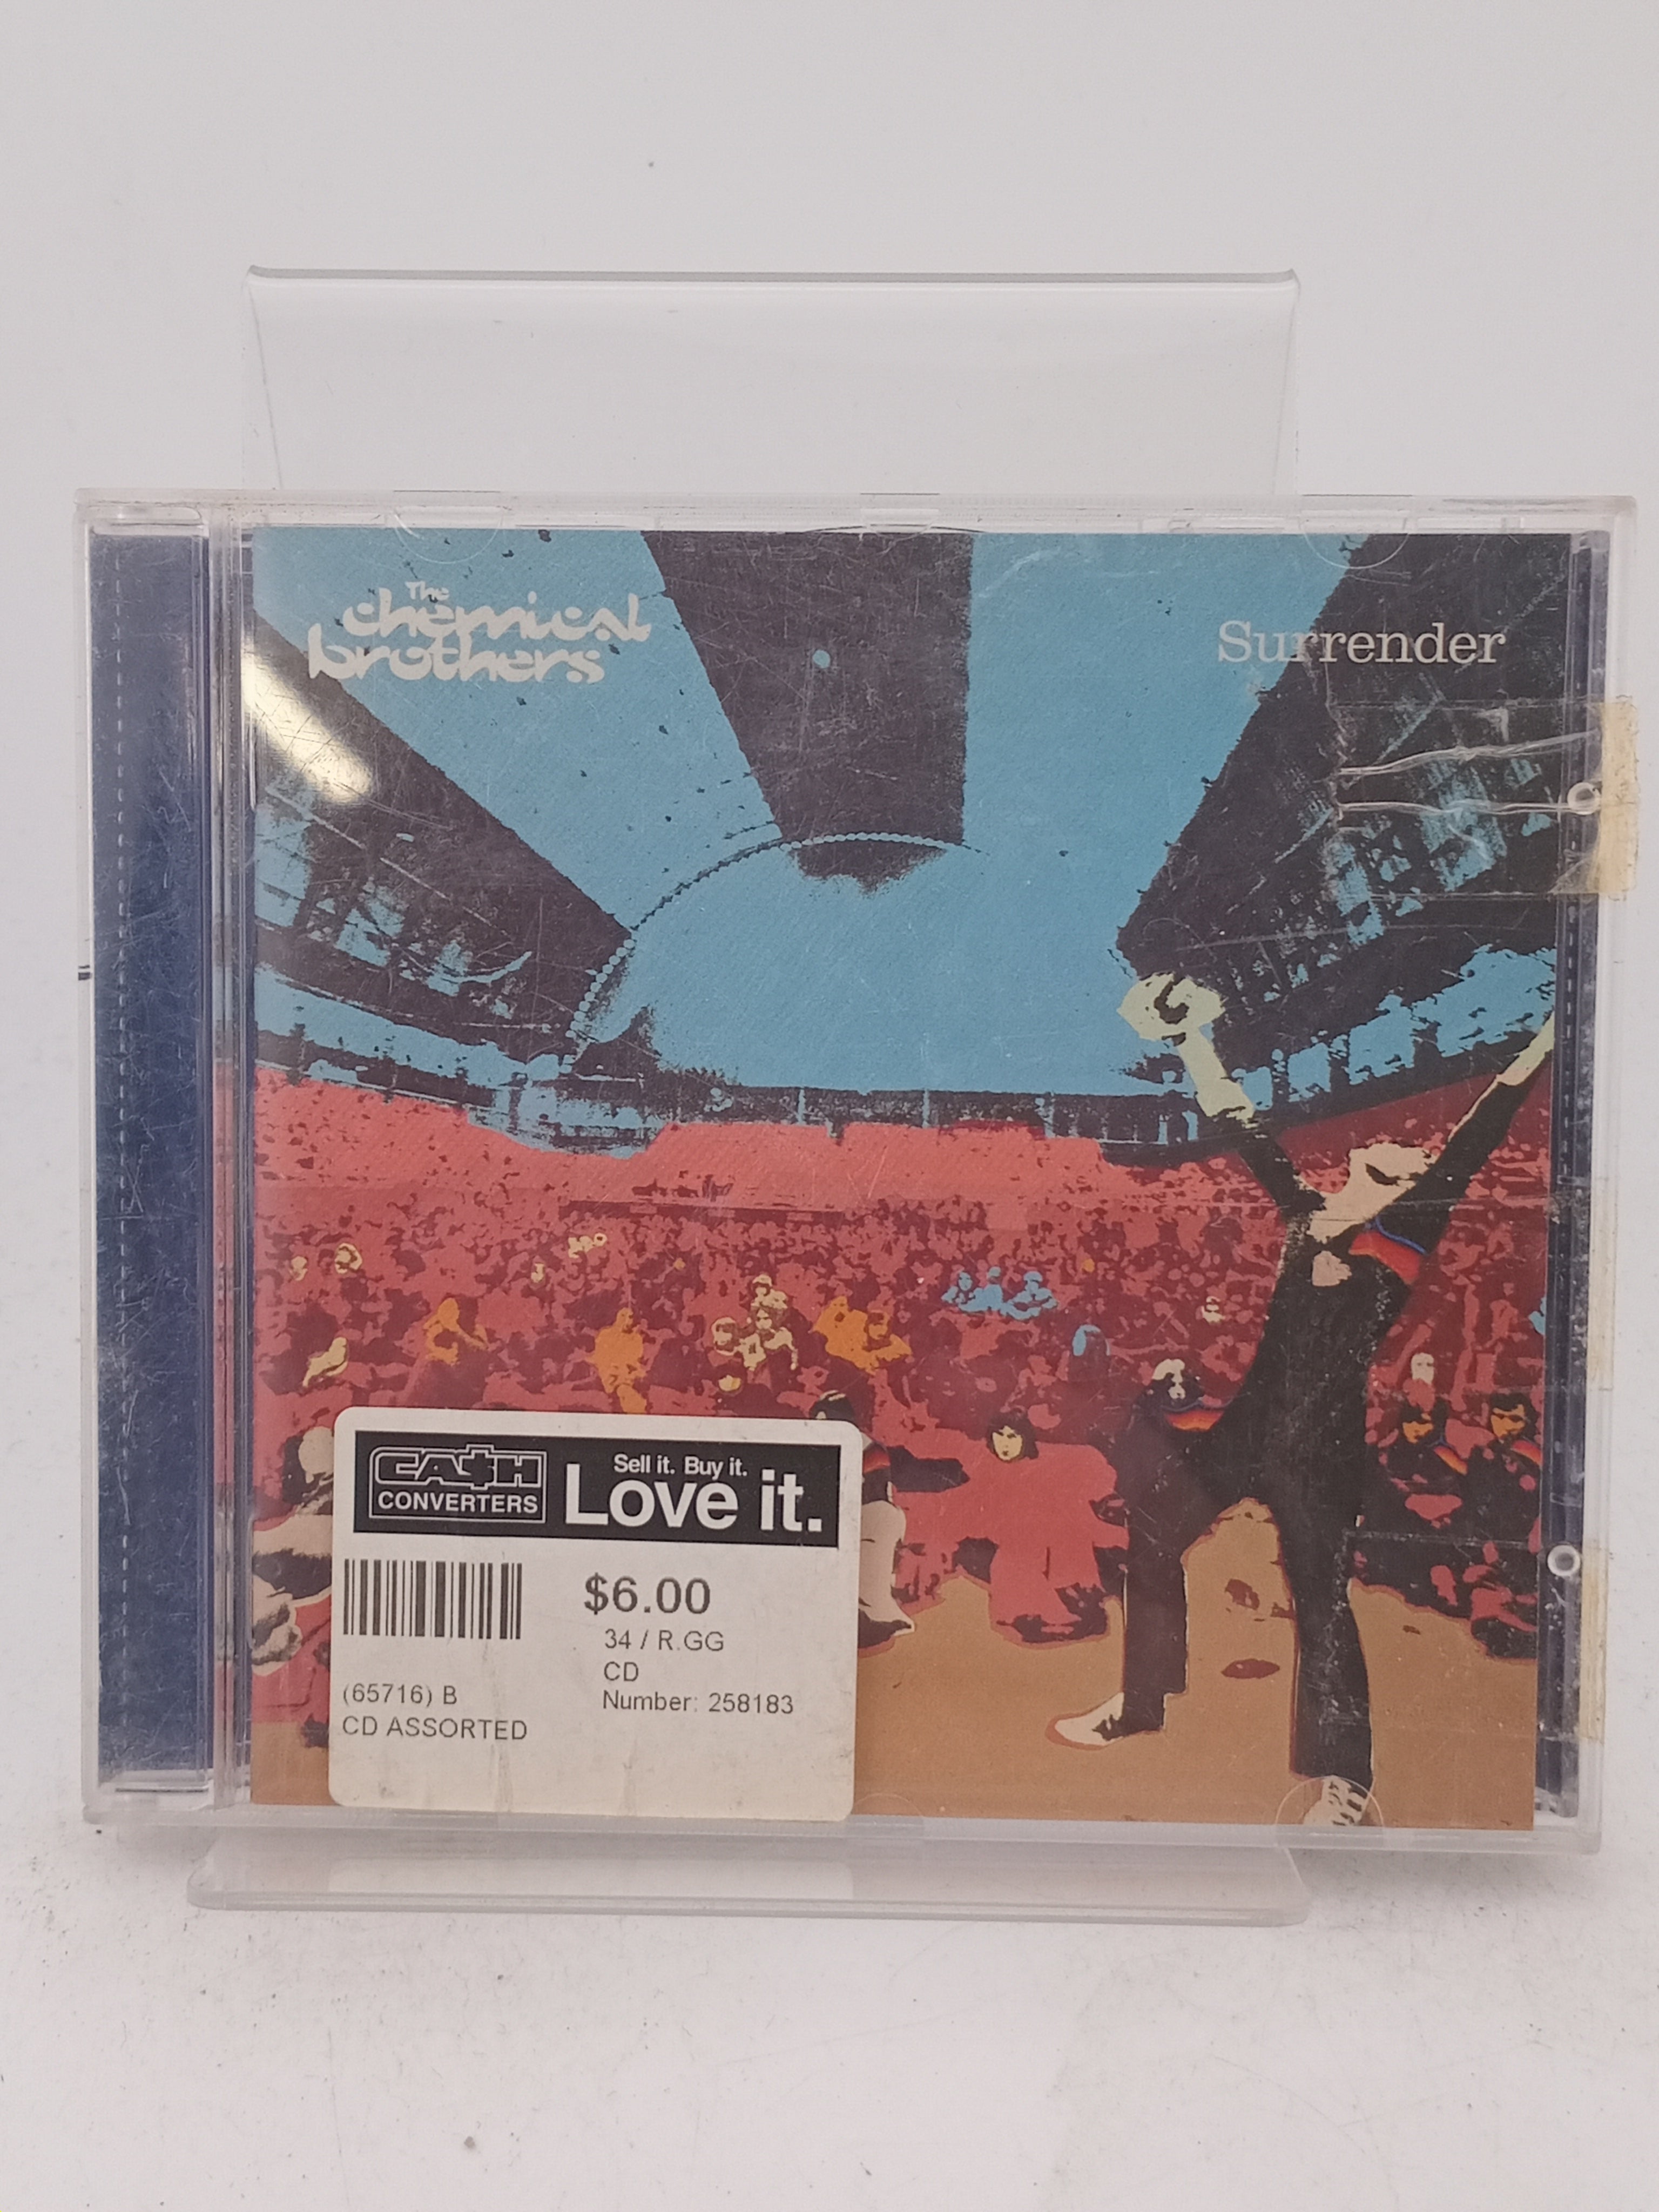 The
chemical
brothers
Surrender
CASH
CONVERTERS
Sell it. Buy it.
Love it.
$6.00
34 / R.GG
CD
Number: 258183
(65716) B
CD ASSORTED